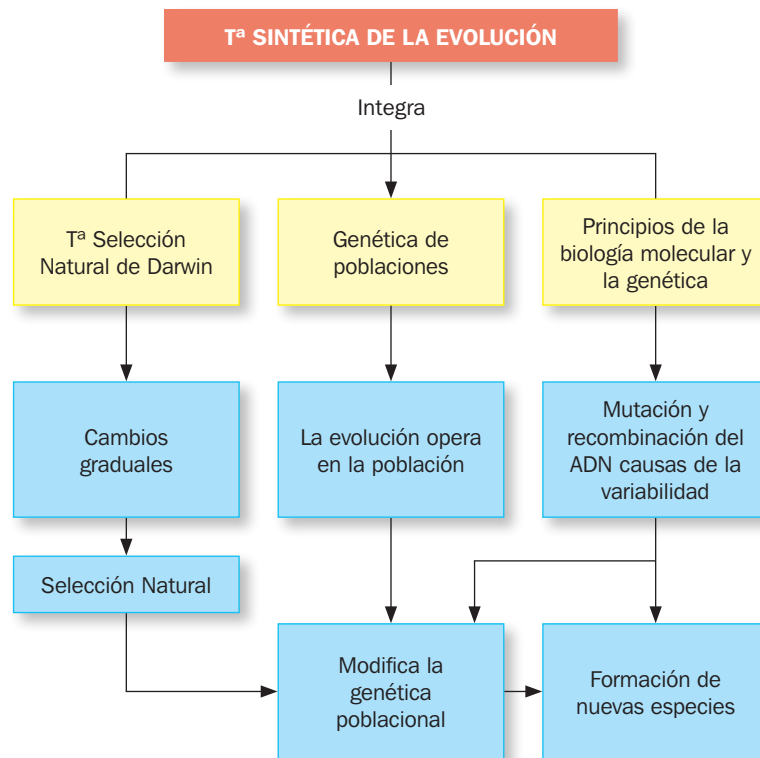 Tª SINTÉTICA DE LA EVOLUCIÓN
Integra
Tª Selección
Natural de Darwin
Genética de
poblaciones
Principios de la
biología molecular y
la genética
Cambios
graduales
La evolución opera
en la población
Mutación y
recombinación del
ADN causas de la
variabilidad
Selección Natural
Modifica la
genética
poblacional
Formación de
nuevas especies